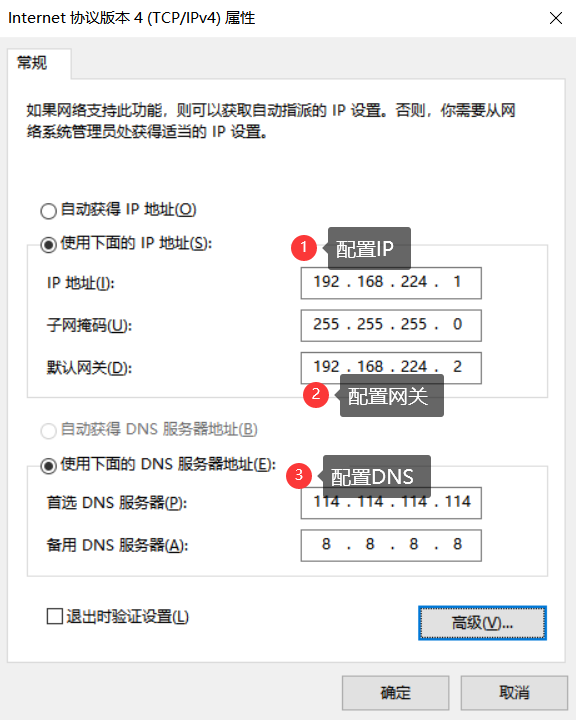 Internet 协议版本 4 (TCP/IPv4) 属性
常规
如果网络支持此功能，则可以获取自动指派的 IP 设置。否则，你需要从网
络系统管理员处获得适当的 IP 设置。
自动获得 IP 地址(O)
使用下面的 IP 地址(S):
1 配置IP
IP 地址(I): 192 . 168 . 224 . 1
子网掩码(U): 255 . 255 . 255 . 0
默认网关(D): 192 . 168 . 224 . 2
2 配置网关
自动获得 DNS 服务器地址(B)
使用下面的 DNS 服务器地址(E):
3 配置DNS
首选 DNS 服务器(P): 114 . 114 . 114 . 114
备用 DNS 服务器(A): 8 . 8 . 8 . 8
退出时验证设置(L)
高级(V)...
确定 取消